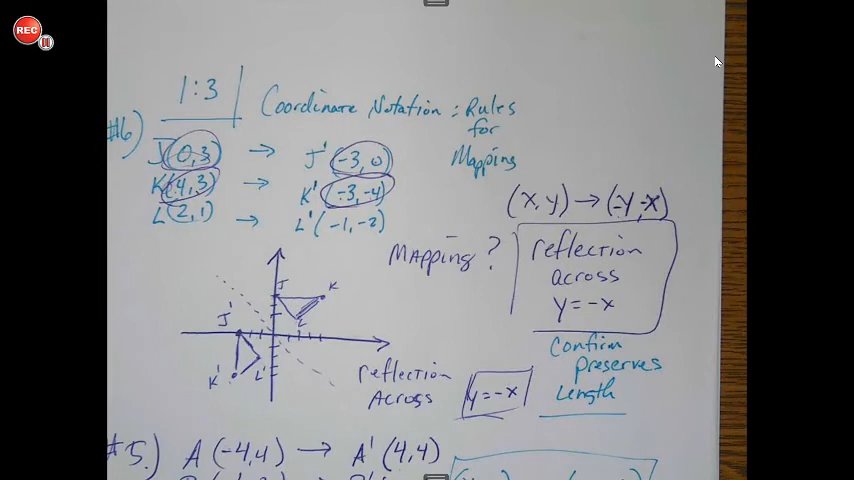 REC
1:3
Coordinate Notation : Rules
for
Mapping
#6)
J(0,3) → J'(-3,0)
K(4,3) → K'(-3,-4)
L(2,1) → L'(-1,-2)
(x,y) → (-y,-x)
MAPPing?
reflection
across
y=-x
Confirm
preserves
Length
J
K
L
J'
K'
L'
reflection
Across
y=-x
#5.) A(-4,4) → A'(4,4)